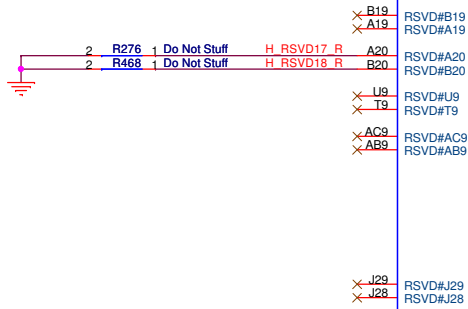 B19 RSVD#B19
A19 RSVD#A19
2 R276 1 Do Not Stuff H_RSVD17_R A20 RSVD#A20
2 R468 1 Do Not Stuff H_RSVD18_R B20 RSVD#B20
U9 RSVD#U9
T9 RSVD#T9
AC9 RSVD#AC9
AB9 RSVD#AB9
J29 RSVD#J29
J28 RSVD#J28